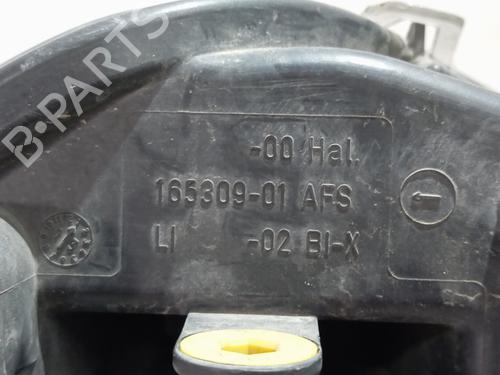 B-PARTS
-00 Hal.
165309-01 AFS
LI -02 BI-X